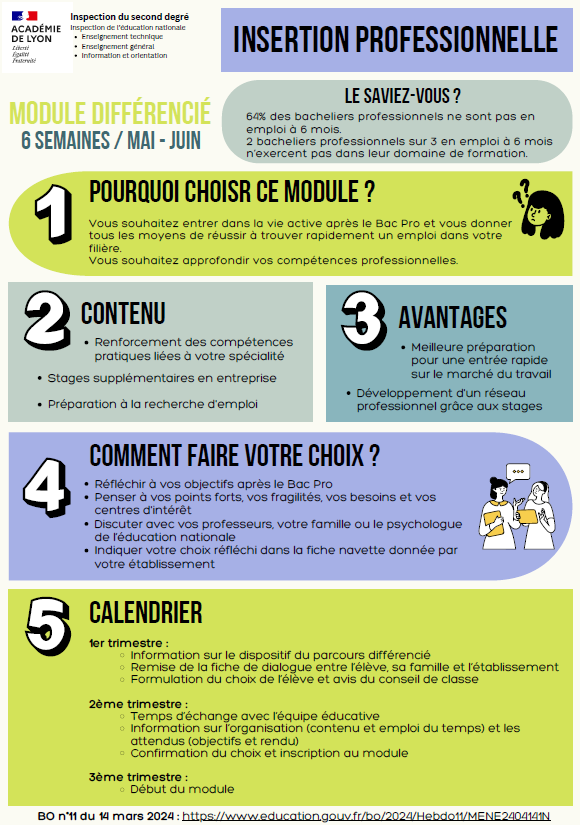 ACADÉMIE
DE LYON
Liberté
Égalité
Fraternité
Inspection du second degré
Inspection de l'éducation nationale
• Enseignement technique
• Enseignement général
• Information et orientation
INSERTION PROFESSIONNELLE
MODULE DIFFÉRENCIÉ
6 SEMAINES / MAI - JUIN
LE SAVIEZ-VOUS ?
64% des bacheliers professionnels ne sont pas en
emploi à 6 mois.
2 bacheliers professionnels sur 3 en emploi à 6 mois
n'exercent pas dans leur domaine de formation.
1
POURQUOI CHOISR CE MODULE ?
Vous souhaitez entrer dans la vie active après le Bac Pro et vous donner
tous les moyens de réussir à trouver rapidement un emploi dans votre
filière.
Vous souhaitez approfondir vos compétences professionnelles.
???
2
CONTENU
• Renforcement des compétences
pratiques liées à votre spécialité
• Stages supplémentaires en entreprise
• Préparation à la recherche d'emploi
3
AVANTAGES
• Meilleure préparation
pour une entrée rapide
sur le marché du travail
• Développement d'un réseau
professionnel grâce aux stages
4
COMMENT FAIRE VOTRE CHOIX ?
• Réfléchir à vos objectifs après le Bac Pro
• Penser à vos points forts, vos fragilités, vos besoins et vos
centres d'intérêt
• Discuter avec vos professeurs, votre famille ou le psychologue
de l'éducation nationale
• Indiquer votre choix réfléchi dans la fiche navette donnée par
votre établissement
5
CALENDRIER
1er trimestre :
○ Information sur le dispositif du parcours différencié
○ Remise de la fiche de dialogue entre l'élève, sa famille et l'établissement
○ Formulation du choix de l'élève et avis du conseil de classe
2ème trimestre :
○ Temps d'échange avec l'équipe éducative
○ Information sur l'organisation (contenu et emploi du temps) et les
attendus (objectifs et rendu)
○ Confirmation du choix et inscription au module
3ème trimestre :
○ Début du module
BO n°11 du 14 mars 2024 : https://www.education.gouv.fr/bo/2024/Hebdo11/MENE2404141N